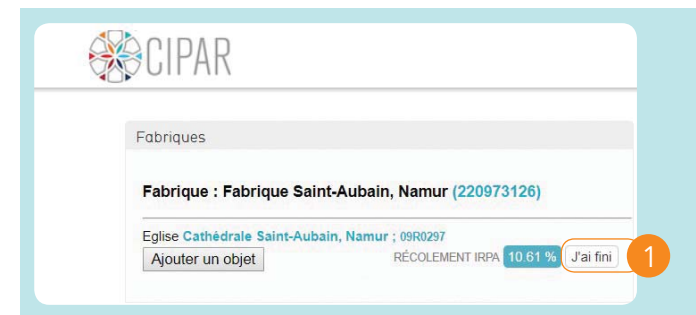 CIPAR
Fabriques
Fabrique : Fabrique Saint-Aubain, Namur (220973126)
Eglise Cathédrale Saint-Aubain, Namur ; 09R0297
Ajouter un objet RÉCOLEMENT IRPA 10.61 % J'ai fini 1